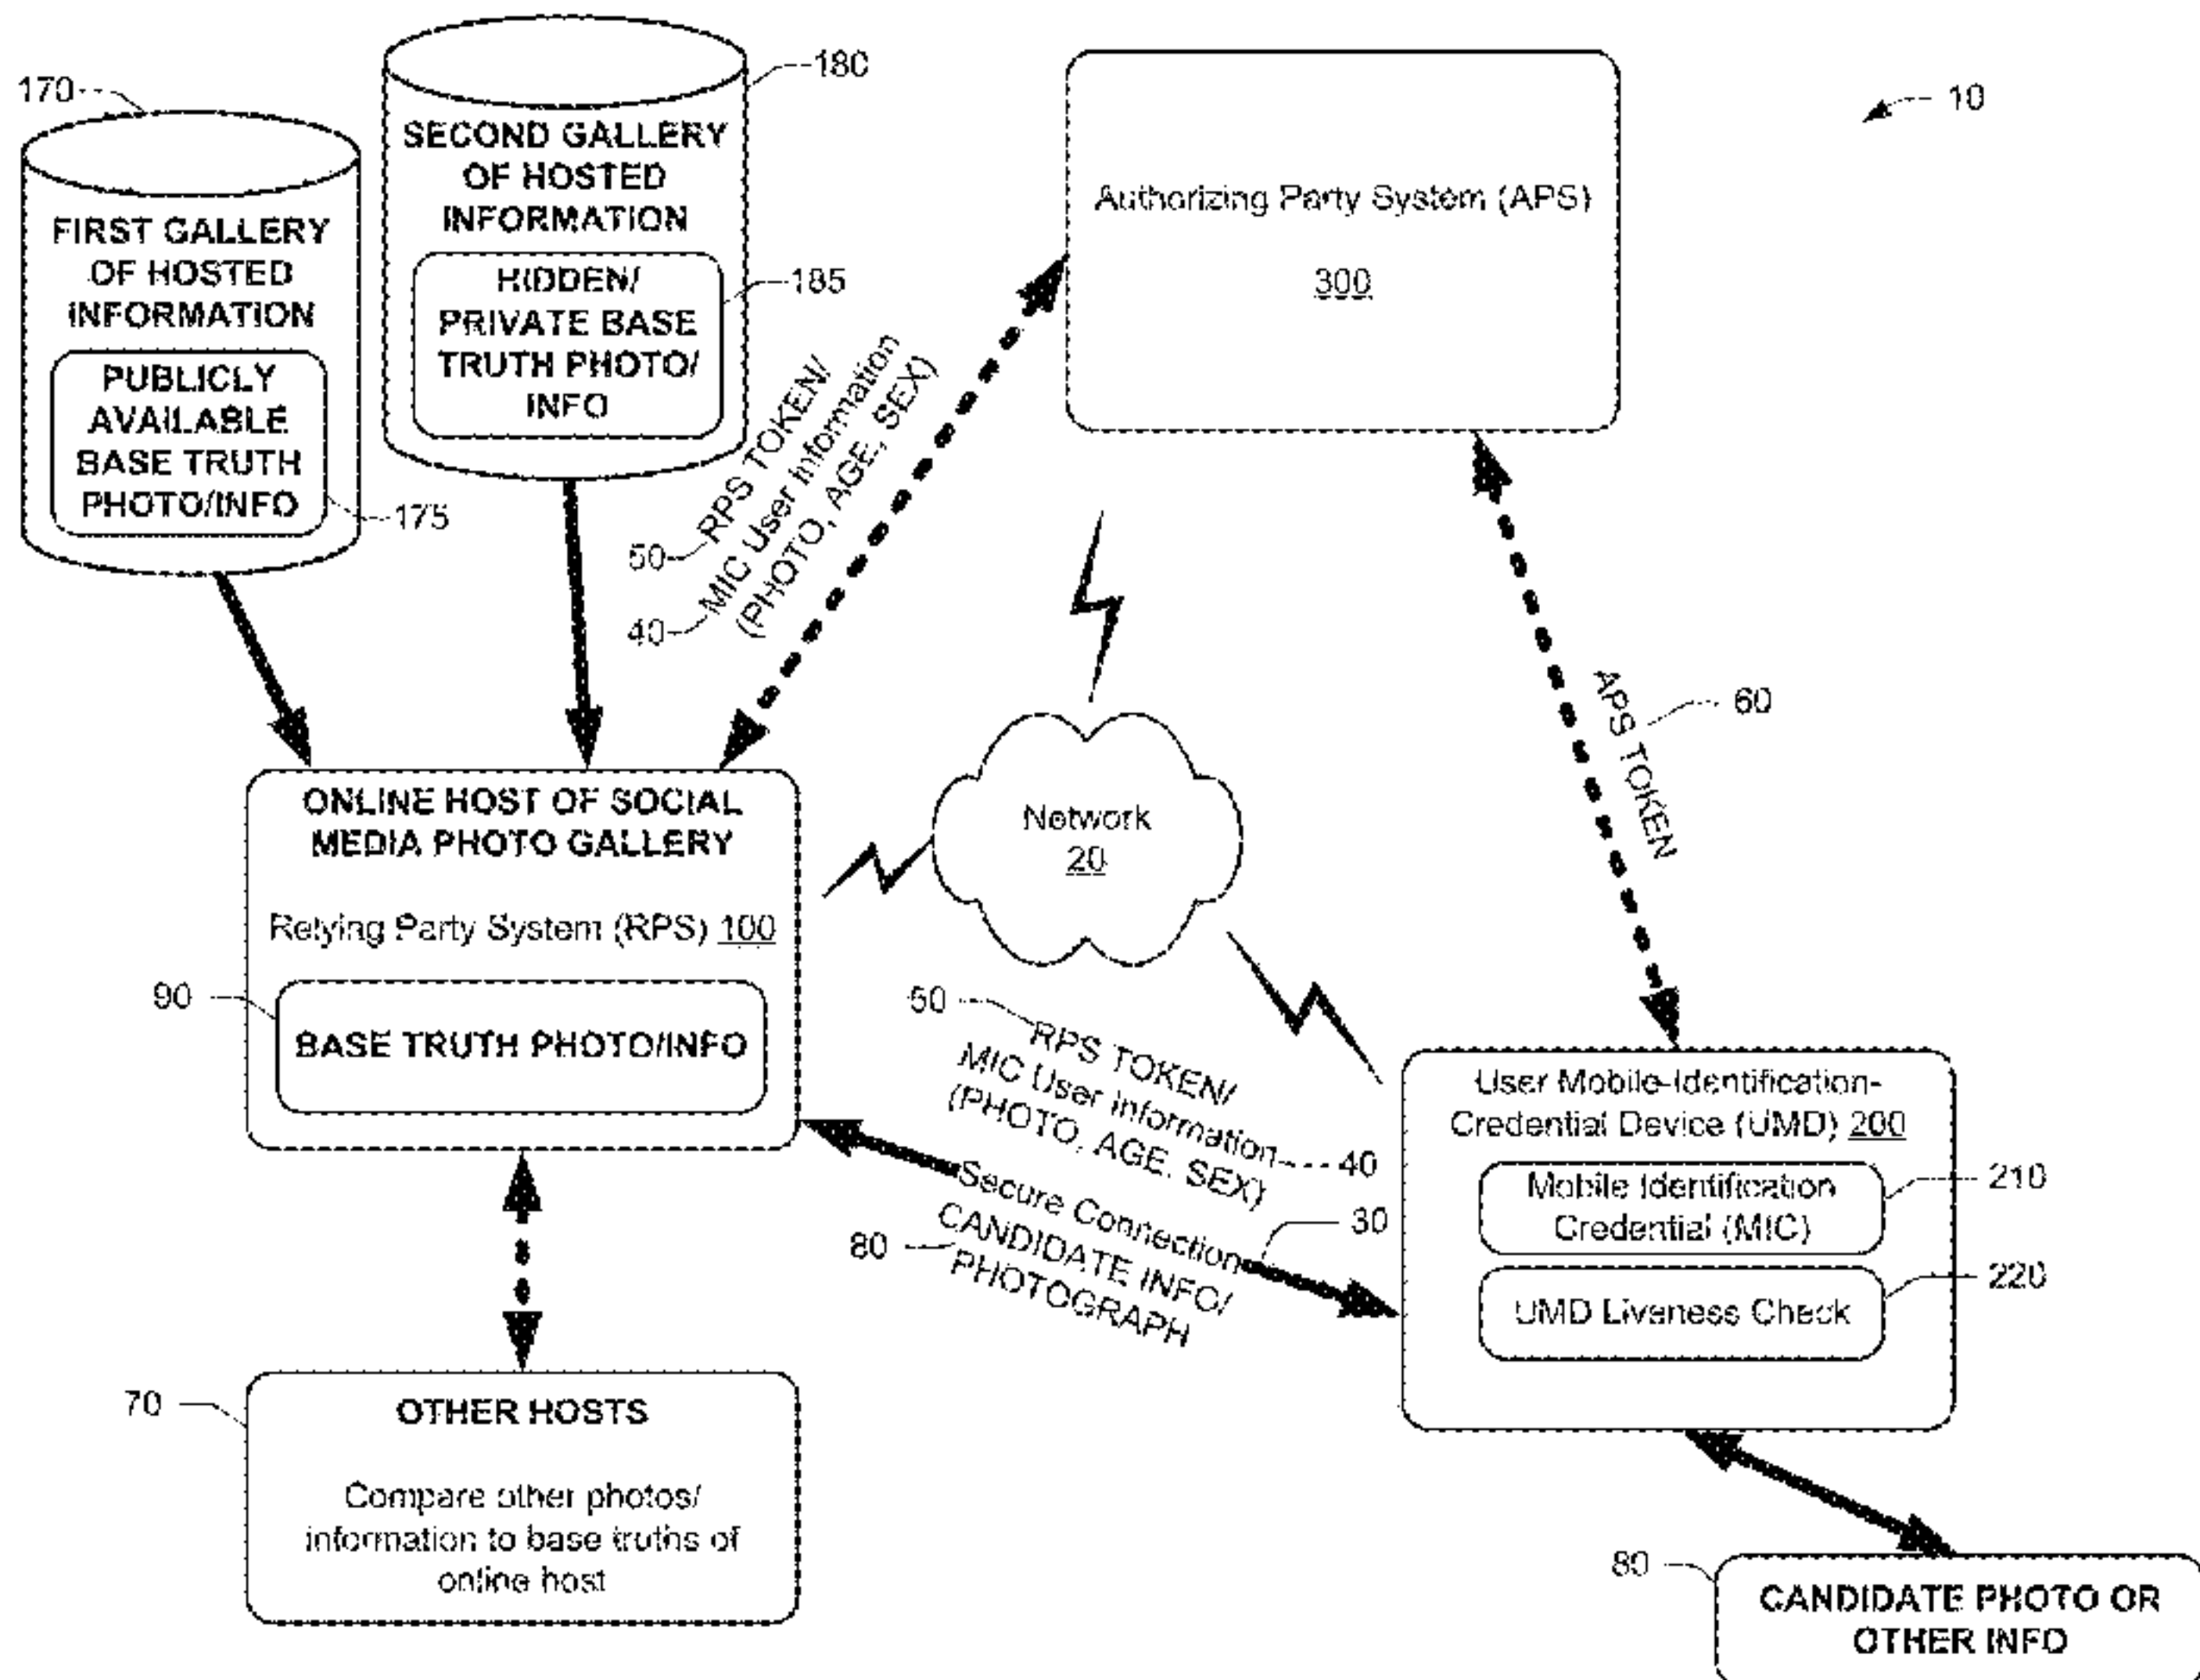 170
180
10
FIRST GALLERY
OF HOSTED
INFORMATION
PUBLICLY
AVAILABLE
BASE TRUTH
PHOTO/INFO
175
SECOND GALLERY
OF HOSTED
INFORMATION
HIDDEN/
PRIVATE BASE
TRUTH PHOTO/
INFO
185
Authorizing Party System (APS)
300
50
RPS TOKEN/
40
MIC User Information
(PHOTO, AGE, SEX)
APS TOKEN
60
Network
20
ONLINE HOST OF SOCIAL
MEDIA PHOTO GALLERY
Relying Party System (RPS) 100
90
BASE TRUTH PHOTO/INFO
50
RPS TOKEN/
MIC User Information
40
(PHOTO, AGE, SEX)
Secure Connection
30
80
CANDIDATE INFO/
PHOTOGRAPH
User Mobile-Identification-
Credential Device (UMD) 200
Mobile Identification
Credential (MIC)
210
UMD Liveness Check
220
70
OTHER HOSTS
Compare other photos/
information to base truths of
online host
80
CANDIDATE PHOTO OR
OTHER INFO